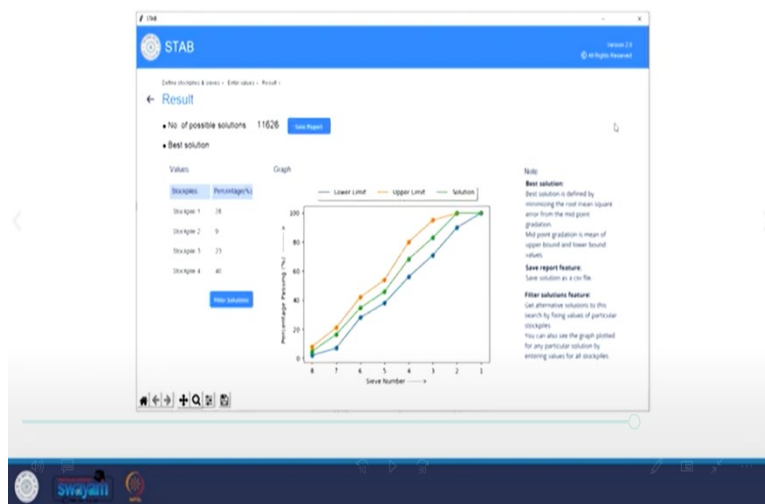 STAB
STAB
Version 2.0
© All Rights Reserved
Define stockpiles & sieves > Enter values > Result >
← Result
• No. of possible solutions 11626 Save Report
• Best solution
Values
Stockpiles Percentage(%)
Stockpile 1
Stockpile 2 9
Stockpile 3
Stockpile 4 40
Filter Solutions
Graph
Lower Limit Upper Limit Solution
Percentage Passing (%)
100
80
60
40
20
0
8 7 6 5 4 3 2 1
Sieve Number
Note
Best solution:
Best solution is defined by
minimizing the root mean square
error from the mid point
gradation.
Mid point gradation is mean of
upper bound and lower bound
values.
Save report feature:
Save solution as a csv file.
Filter solutions feature:
Get alternative solutions to this
search by fixing values of particular
stockpiles.
You can also see the graph plotted
for any particular solution by
entering values for all stockpiles.
swayam